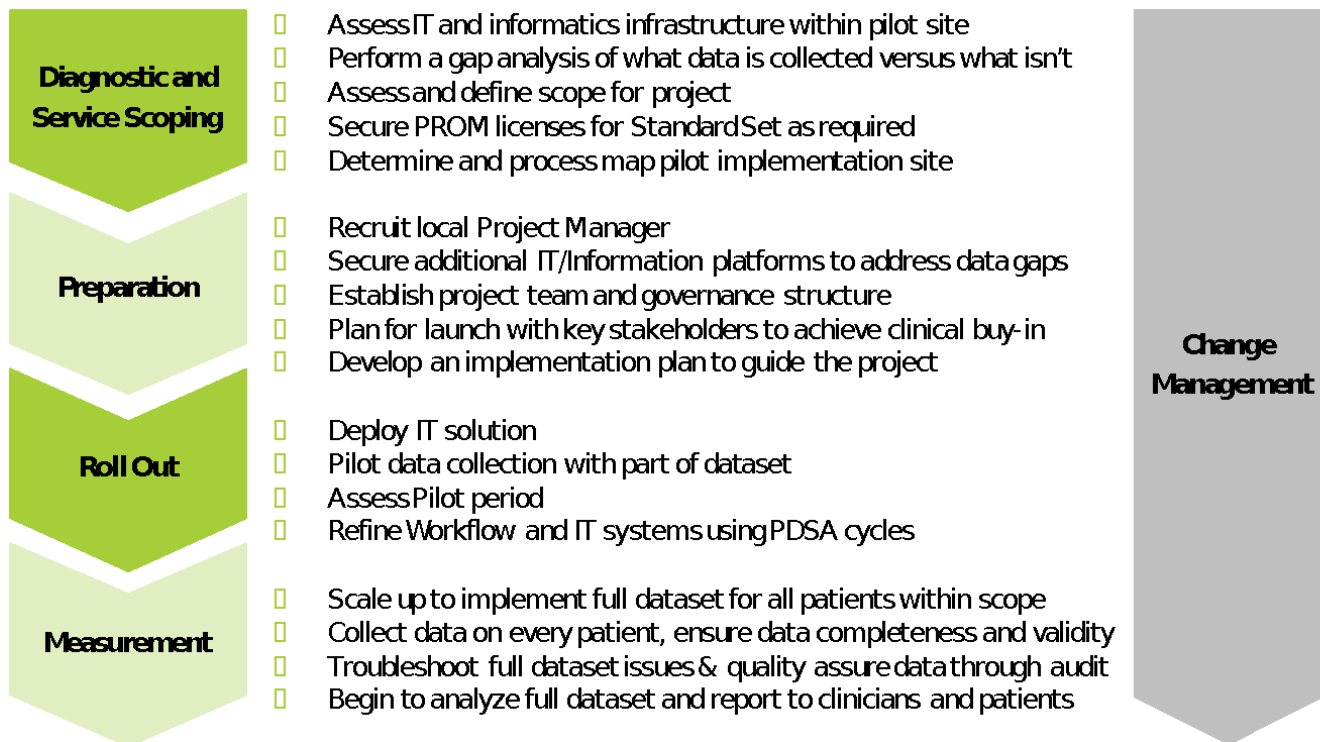 Diagnostic and
Service Scoping
Assess IT and informatics infrastructure within pilot site
Perform a gap analysis of what data is collected versus what isn't
Assess and define scope for project
Secure PROM licenses for Standard Set as required
Determine and process map pilot implementation site
Preparation
Recruit local Project Manager
Secure additional IT/Information platforms to address data gaps
Establish project team and governance structure
Plan for launch with key stakeholders to achieve clinical buy-in
Develop an implementation plan to guide the project
Roll Out
Deploy IT solution
Pilot data collection with part of dataset
Assess Pilot period
Refine Workflow and IT systems using PDSA cycles
Measurement
Scale up to implement full dataset for all patients within scope
Collect data on every patient, ensure data completeness and validity
Troubleshoot full dataset issues & quality assure data through audit
Begin to analyze full dataset and report to clinicians and patients
Change
Management